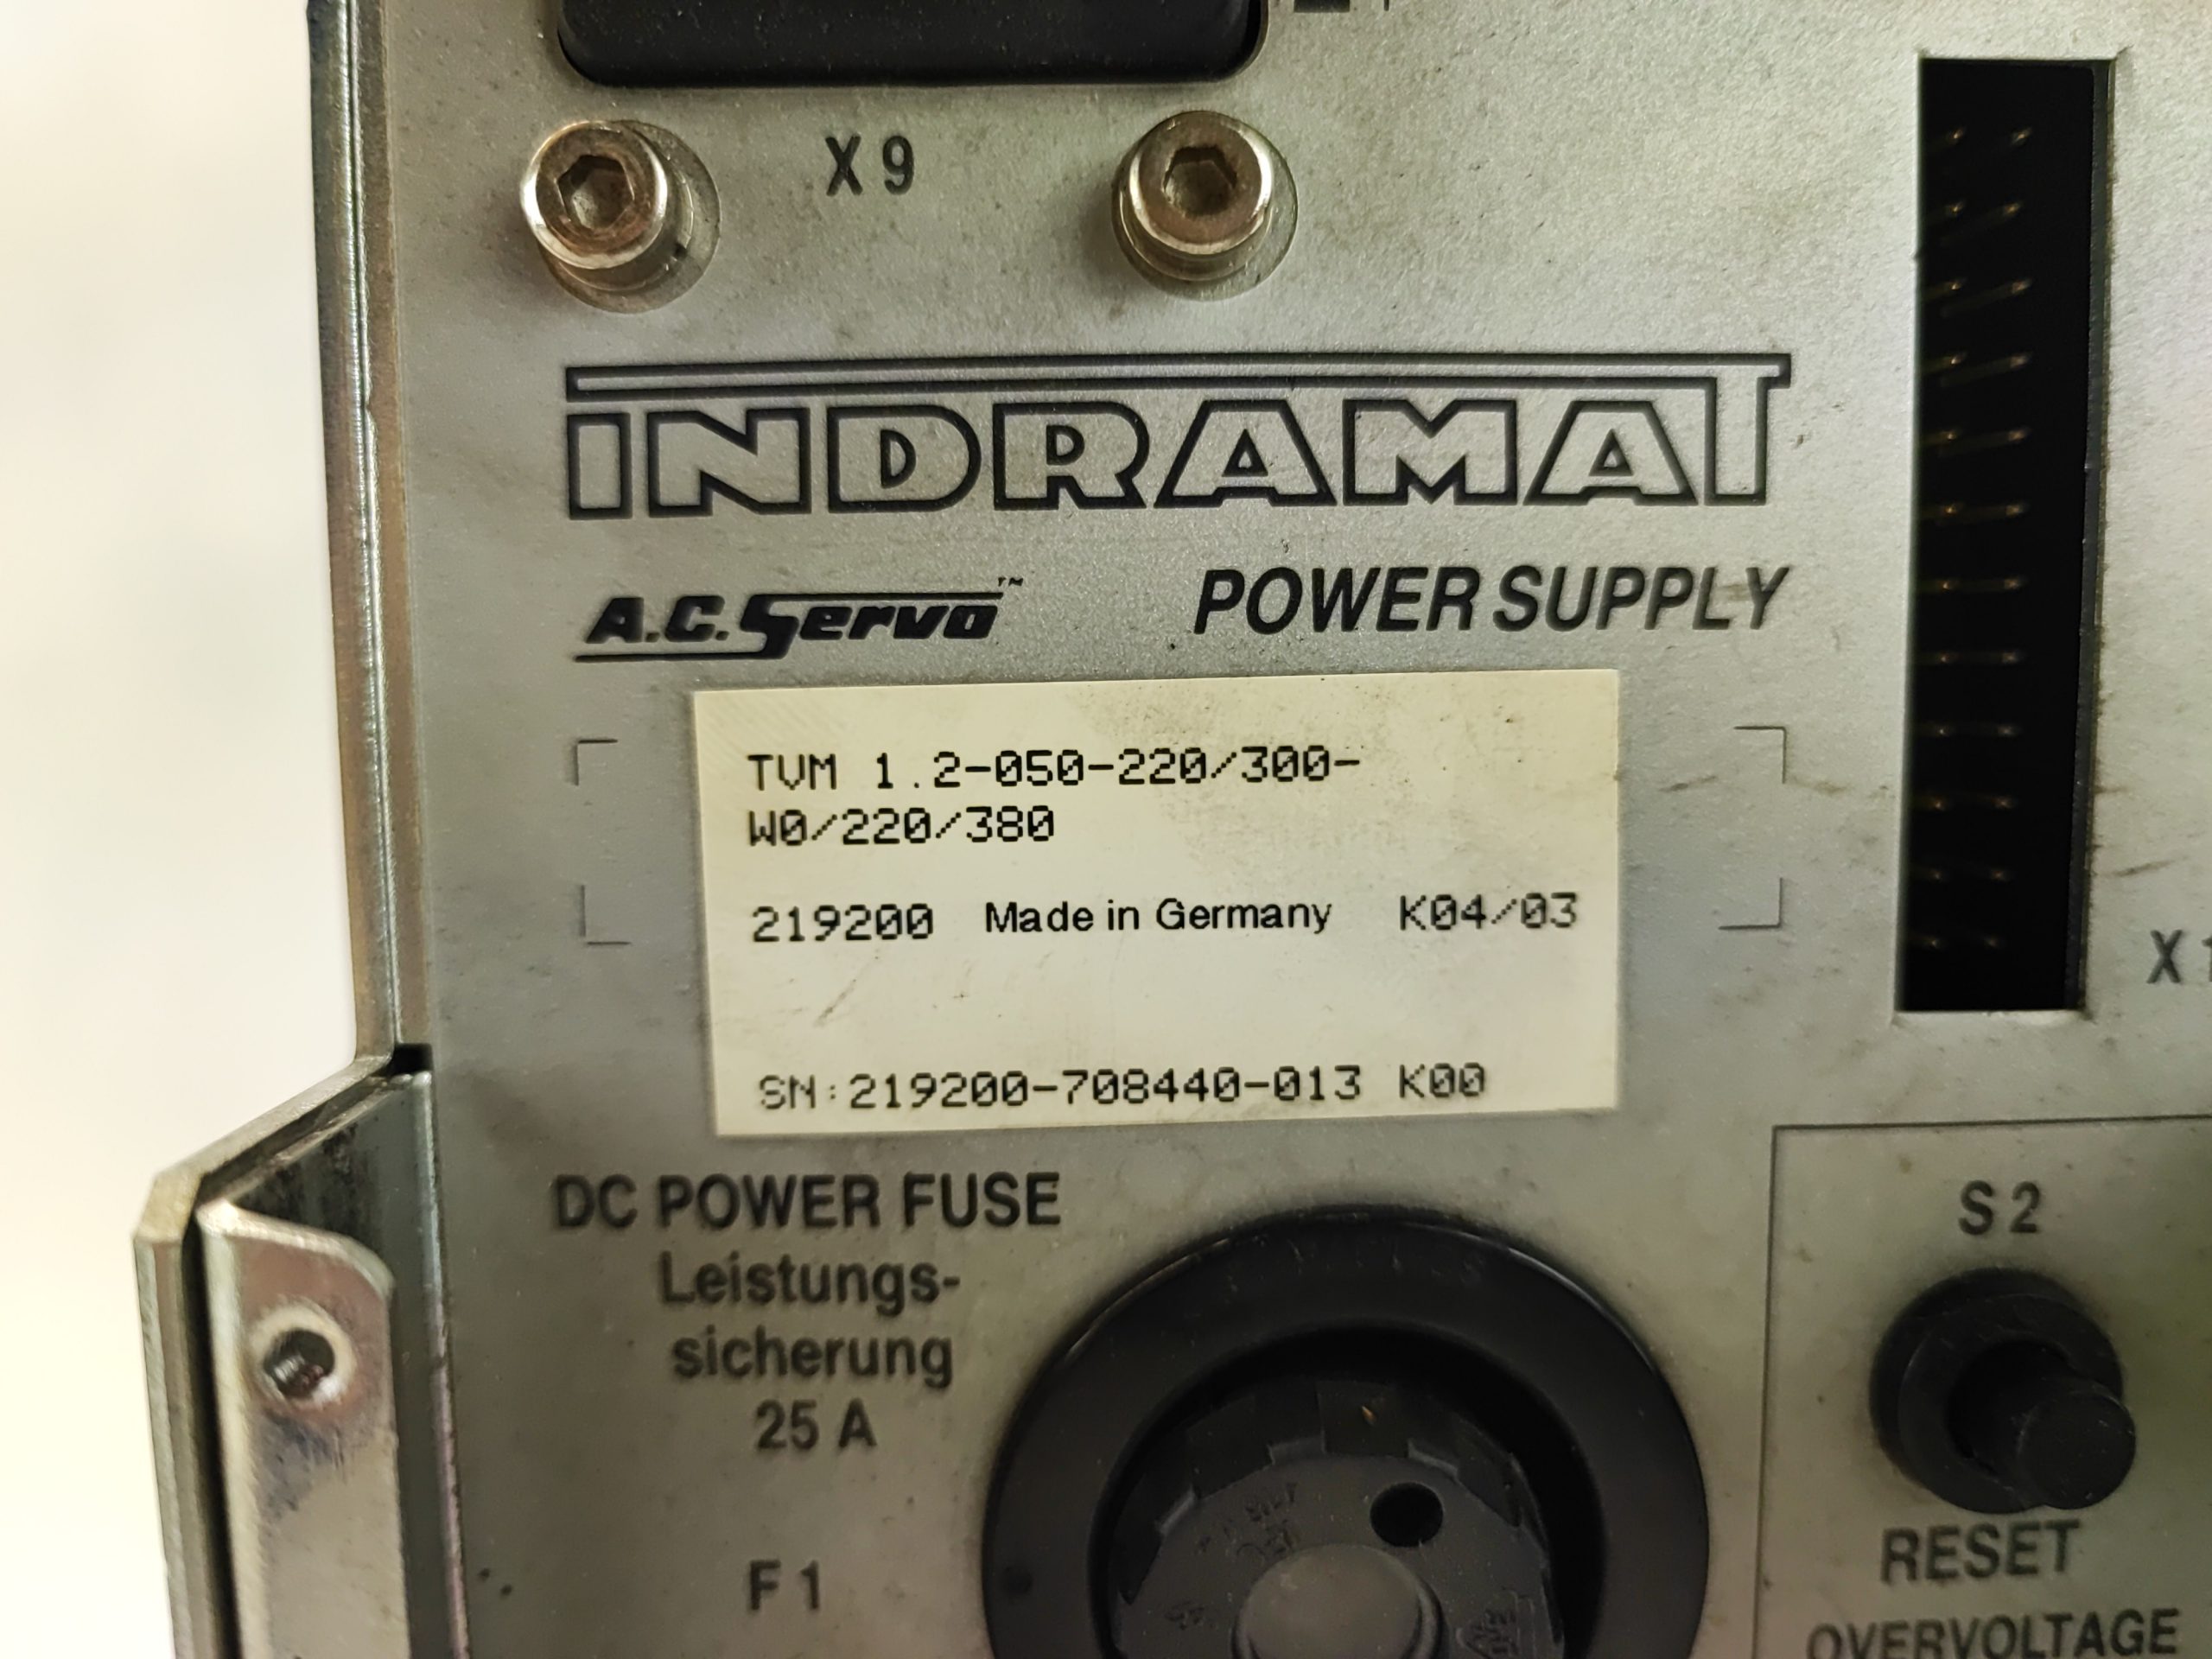 X9
INDRAMAT
A.C. Servo™ POWER SUPPLY
TVM 1.2-050-220/300-
W0/220/380
219200 Made in Germany K04/03
SN:219200-708440-013 K00
DC POWER FUSE
Leistungs-
sicherung
25 A
F1
S2
RESET
OVERVOLTAGE